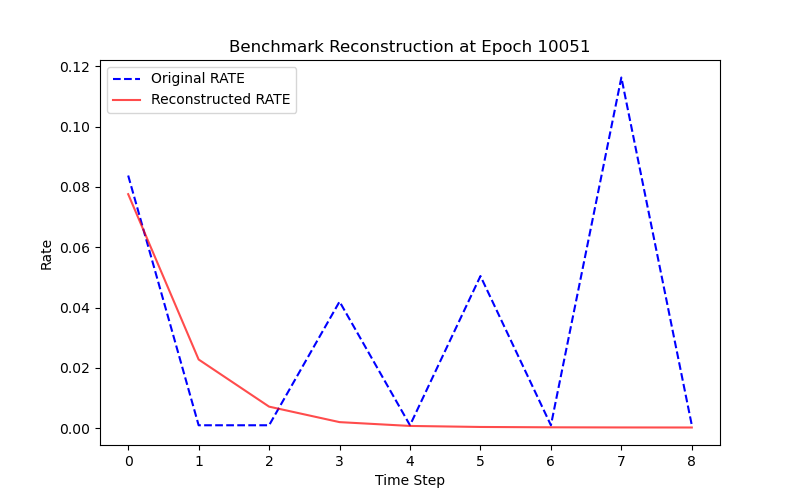 Benchmark Reconstruction at Epoch 10051
Original RATE
Reconstructed RATE
0.12
0.10
0.08
0.06
0.04
0.02
0.00
Rate
0 1 2 3 4 5 6 7 8
Time Step